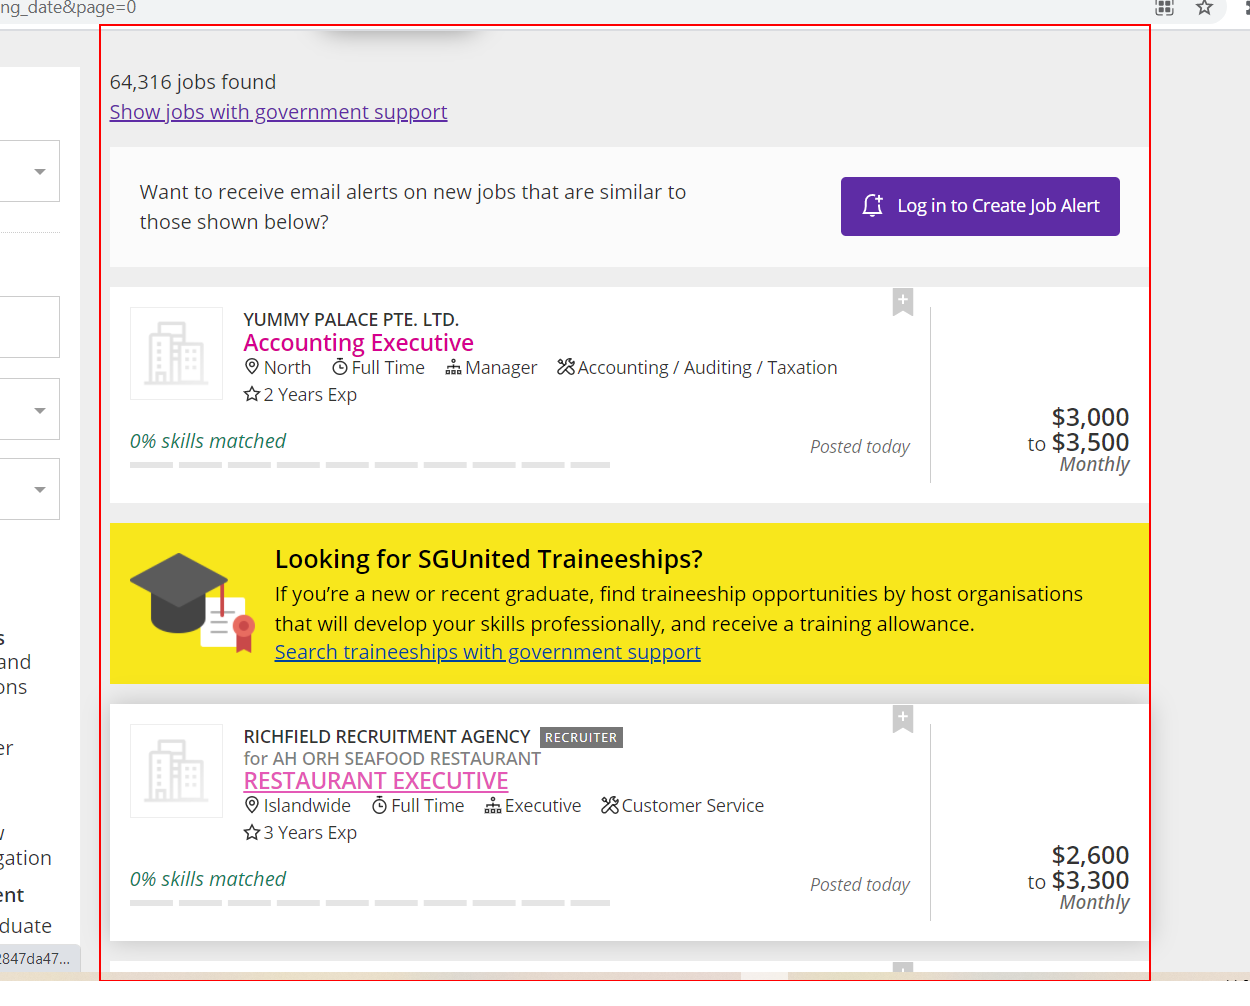 ng_date&page=0
64,316 jobs found
Show jobs with government support
Want to receive email alerts on new jobs that are similar to
those shown below?
Log in to Create Job Alert
YUMMY PALACE PTE. LTD.
Accounting Executive
North Full Time Manager Accounting / Auditing / Taxation
2 Years Exp
0% skills matched
Posted today
$3,000
to $3,500
Monthly
Looking for SGUnited Traineeships?
If you’re a new or recent graduate, find traineeship opportunities by host organisations
that will develop your skills professionally, and receive a training allowance.
Search traineeships with government support
RICHFIELD RECRUITMENT AGENCY RECRUITER
for AH ORH SEAFOOD RESTAURANT
RESTAURANT EXECUTIVE
Islandwide Full Time Executive Customer Service
3 Years Exp
0% skills matched
Posted today
$2,600
to $3,300
Monthly
s
and
ons
er
gation
ent
duate
2847da47...